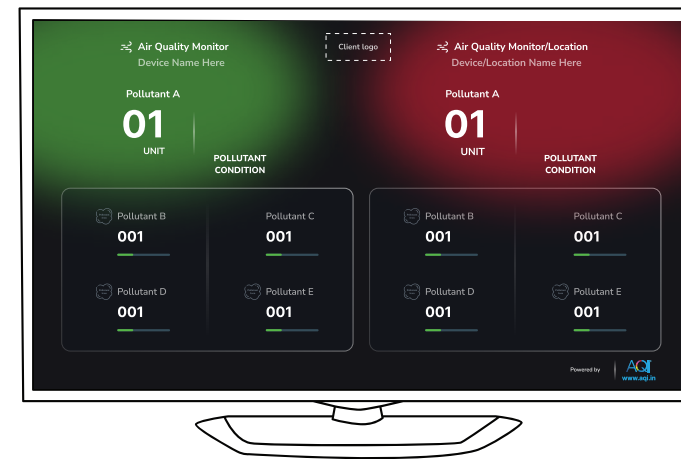 Air Quality Monitor
Device Name Here
Client logo
Air Quality Monitor/Location
Device/Location Name Here
Pollutant A
01
UNIT
POLLUTANT
CONDITION
Pollutant A
01
UNIT
POLLUTANT
CONDITION
Pollutant B
001
Pollutant C
001
Pollutant D
001
Pollutant E
001
Pollutant B
001
Pollutant C
001
Pollutant D
001
Pollutant E
001
Powered by
AQI
www.aqi.in